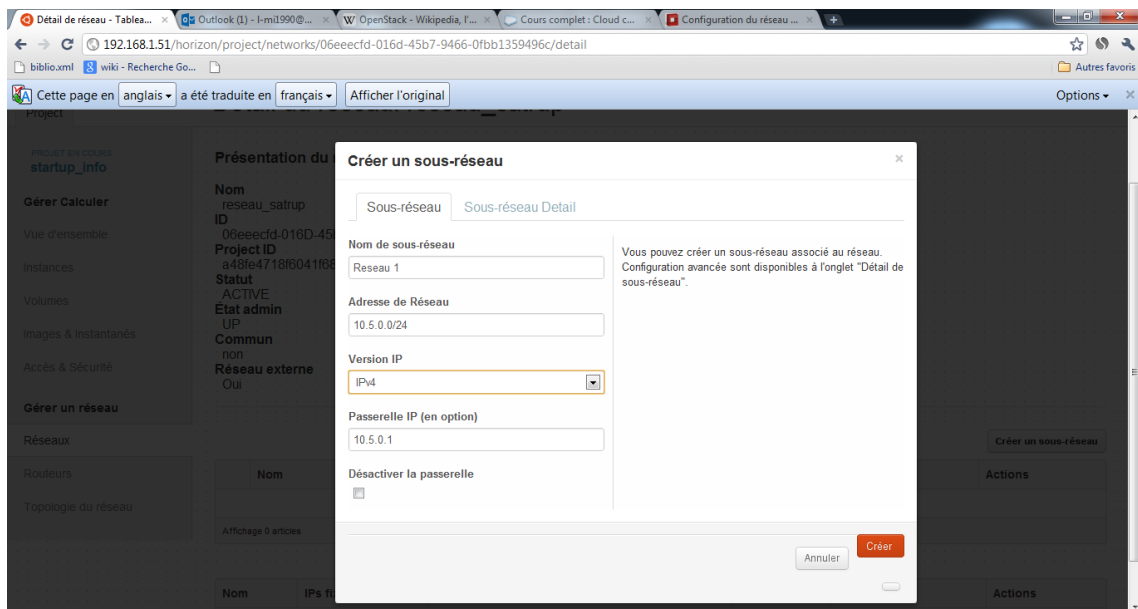 Détail de réseau - Tablea...
Outlook (1) - l-mi1990@...
OpenStack - Wikipedia, l'...
Cours complet : Cloud c...
Configuration du réseau ...
192.168.1.51/horizon/project/networks/06eeecfd-016d-45b7-9466-0fbb1359496c/detail
biblio.xml
wiki - Recherche Go...
Autres favoris
Cette page en anglais a été traduite en français Afficher l'original
Options
Project
PROJET EN COURS
startup_info
Gérer Calculer
Vue d'ensemble
Instances
Volumes
Images & Instantanés
Accès & Sécurité
Gérer un réseau
Réseaux
Routeurs
Topologie du réseau
Présentation du
Nom
reseau_satrup
ID
06eeecfd-016D-45
Project ID
a48fe4718f6041f68
Statut
ACTIVE
État admin
UP
Commun
non
Réseau externe
Oui
Créer un sous-réseau
Nom
Actions
Affichage 0 articles
Nom
IPs fi
Actions
Créer un sous-réseau
Sous-réseau
Sous-réseau Detail
Nom de sous-réseau
Reseau 1
Adresse de Réseau
10.5.0.0/24
Version IP
IPv4
Passerelle IP (en option)
10.5.0.1
Désactiver la passerelle
Vous pouvez créer un sous-réseau associé au réseau.
Configuration avancée sont disponibles à l'onglet "Détail de
sous-réseau".
Annuler
Créer